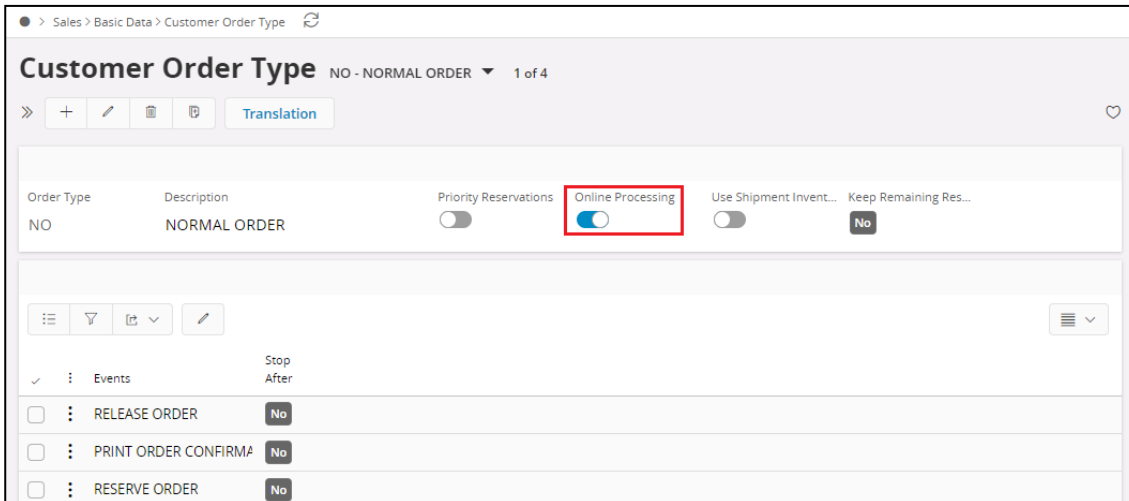 > Sales > Basic Data > Customer Order Type
Customer Order Type NO - NORMAL ORDER 1 of 4
Translation
Order Type Description Priority Reservations Online Processing Use Shipment Invent... Keep Remaining Res...
NO NORMAL ORDER No
Stop
Events After
RELEASE ORDER No
PRINT ORDER CONFIRMA No
RESERVE ORDER No